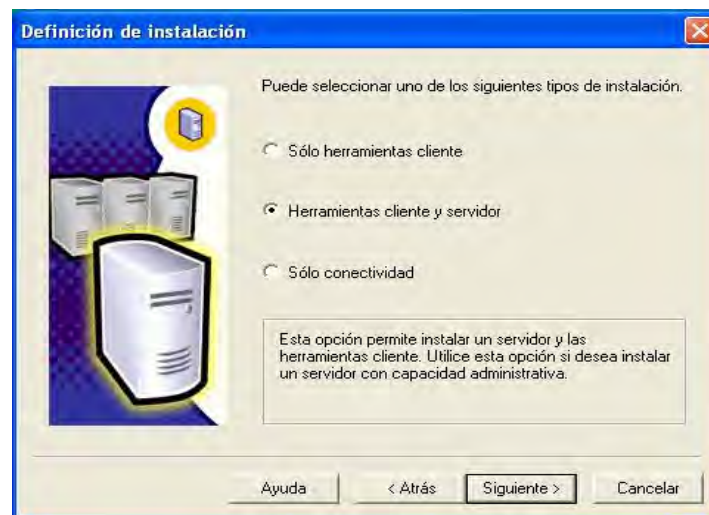 Definición de instalación
Puede seleccionar uno de los siguientes tipos de instalación.
Sólo herramientas cliente
Herramientas cliente y servidor
Sólo conectividad
Esta opción permite instalar un servidor y las
herramientas cliente. Utilice esta opción si desea instalar
un servidor con capacidad administrativa.
Ayuda < Atrás Siguiente > Cancelar